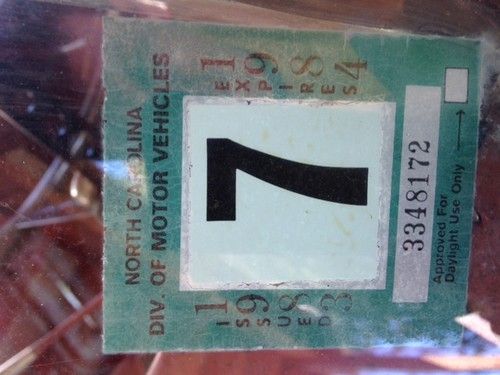 NORTH CAROLINA
DIV. OF MOTOR VEHICLES
1983
ISSUED
7
EXPIRES
1984
3348172
Approved For
Daylight Use Only